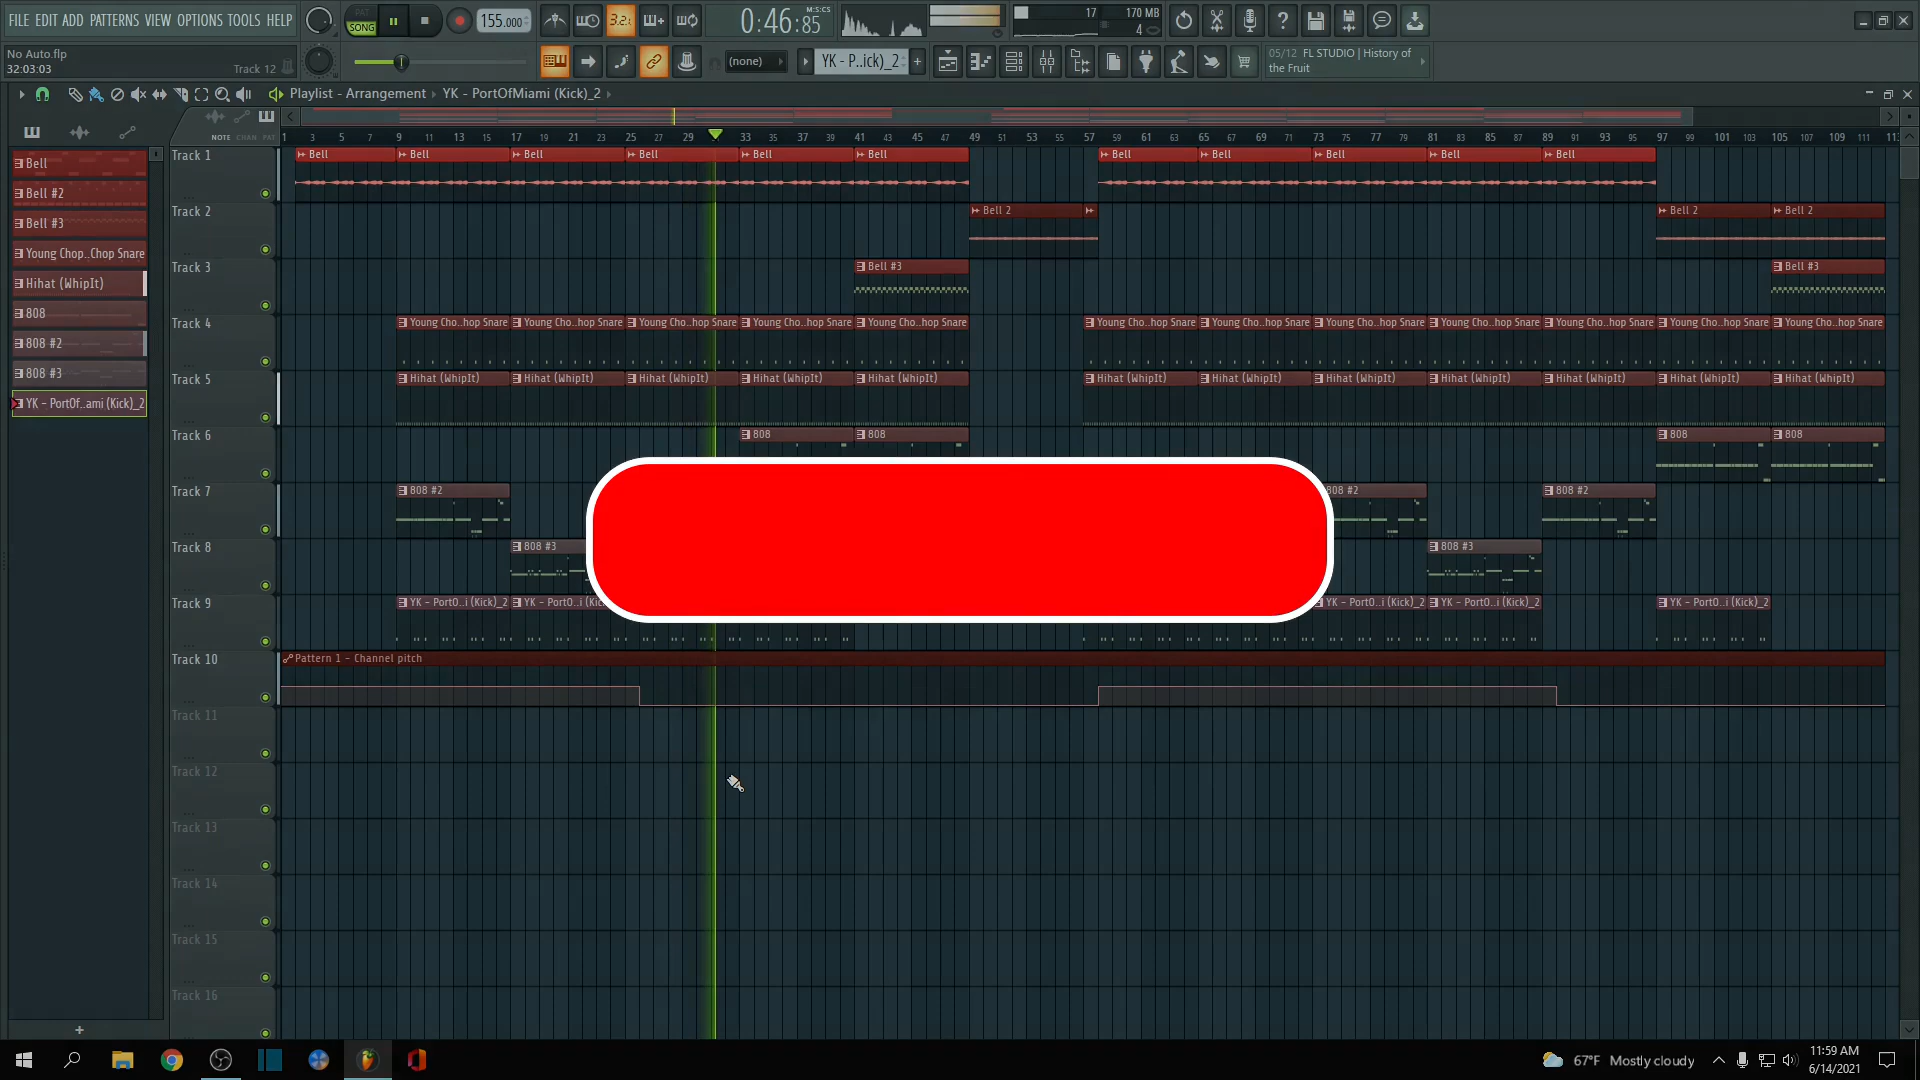 FILE EDIT ADD PATTERNS VIEW OPTIONS TOOLS HELP
PAT
SONG
155.000
3.2.
0:46:85
M:S:CS
17
170 MB
4
No Auto.flp
32:03:03
Track 12
(none)
YK - P..ick)_2
05/12 FL STUDIO | History of
the Fruit
Playlist - Arrangement YK - PortOfMiami (Kick)_2
NOTE CHAN PAT
1 3 5 7 9 11 13 15 17 19 21 23 25 27 29 31 33 35 37 39 41 43 45 47 49 51 53 55 57 59 61 63 65 67 69 71 73 75 77 79 81 83 85 87 89 91 93 95 97 99 101 103 105 107 109 111 113
Bell
Bell #2
Bell #3
Young Chop..Chop Snare
Hihat (WhipIt)
808
808 #2
808 #3
YK - PortOf..ami (Kick)_2
Track 1
Bell Bell Bell Bell Bell Bell Bell Bell Bell Bell Bell
Track 2
Bell 2 Bell 2 Bell 2
Track 3
Bell #3 Bell #3
Track 4
Young Cho..hop Snare Young Cho..hop Snare Young Cho..hop Snare Young Cho..hop Snare Young Cho..hop Snare Young Cho..hop Snare Young Cho..hop Snare Young Cho..hop Snare Young Cho..hop Snare Young Cho..hop Snare Young Cho..hop Snare Young Cho..hop Snare
Track 5
Hihat (WhipIt) Hihat (WhipIt) Hihat (WhipIt) Hihat (WhipIt) Hihat (WhipIt) Hihat (WhipIt) Hihat (WhipIt) Hihat (WhipIt) Hihat (WhipIt) Hihat (WhipIt) Hihat (WhipIt) Hihat (WhipIt)
Track 6
808 808 808 808
Track 7
808 #2 808 #2 808 #2
Track 8
808 #3 808 #3
Track 9
YK - PortO..i (Kick)_2 YK - PortO..i (Kic YK - PortO..i (Kick)_2 YK - PortO..i (Kick)_2 YK - PortO..i (Kick)_2
Track 10
Pattern 1 - Channel pitch
Track 11
Track 12
Track 13
Track 14
Track 15
Track 16
67°F Mostly cloudy
11:59 AM
6/14/2021